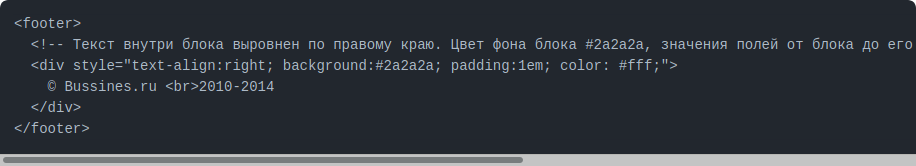 <footer>
<!-- Текст внутри блока выровнен по правому краю. Цвет фона блока #2a2a2a, значения полей от блока до его
<div style="text-align:right; background:#2a2a2a; padding:1em; color: #fff;">
© Bussines.ru <br>2010-2014
</div>
</footer>